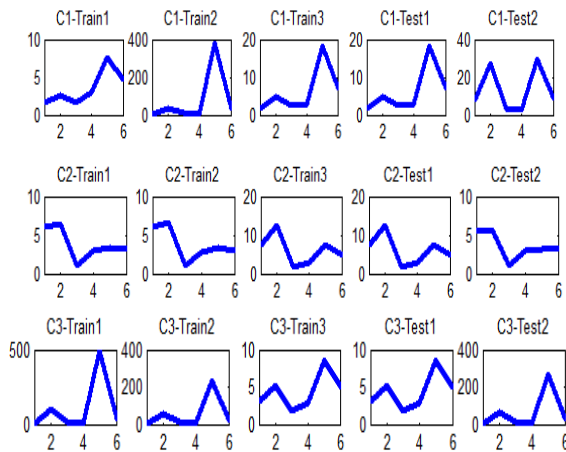 C1-Train1 C1-Train2 C1-Train3 C1-Test1 C1-Test2
10 400 20 20 40
5 200 10 10 20
0 0 0 0 0
2 4 6 2 4 6 2 4 6 2 4 6 2 4 6
C2-Train1 C2-Train2 C2-Train3 C2-Test1 C2-Test2
10 10 20 20 10
5 5 10 10 5
0 0 0 0 0
2 4 6 2 4 6 2 4 6 2 4 6 2 4 6
C3-Train1 C3-Train2 C3-Train3 C3-Test1 C3-Test2
500 400 10 10 400
200 5 5 200
0 0 0 0 0
2 4 6 2 4 6 2 4 6 2 4 6 2 4 6